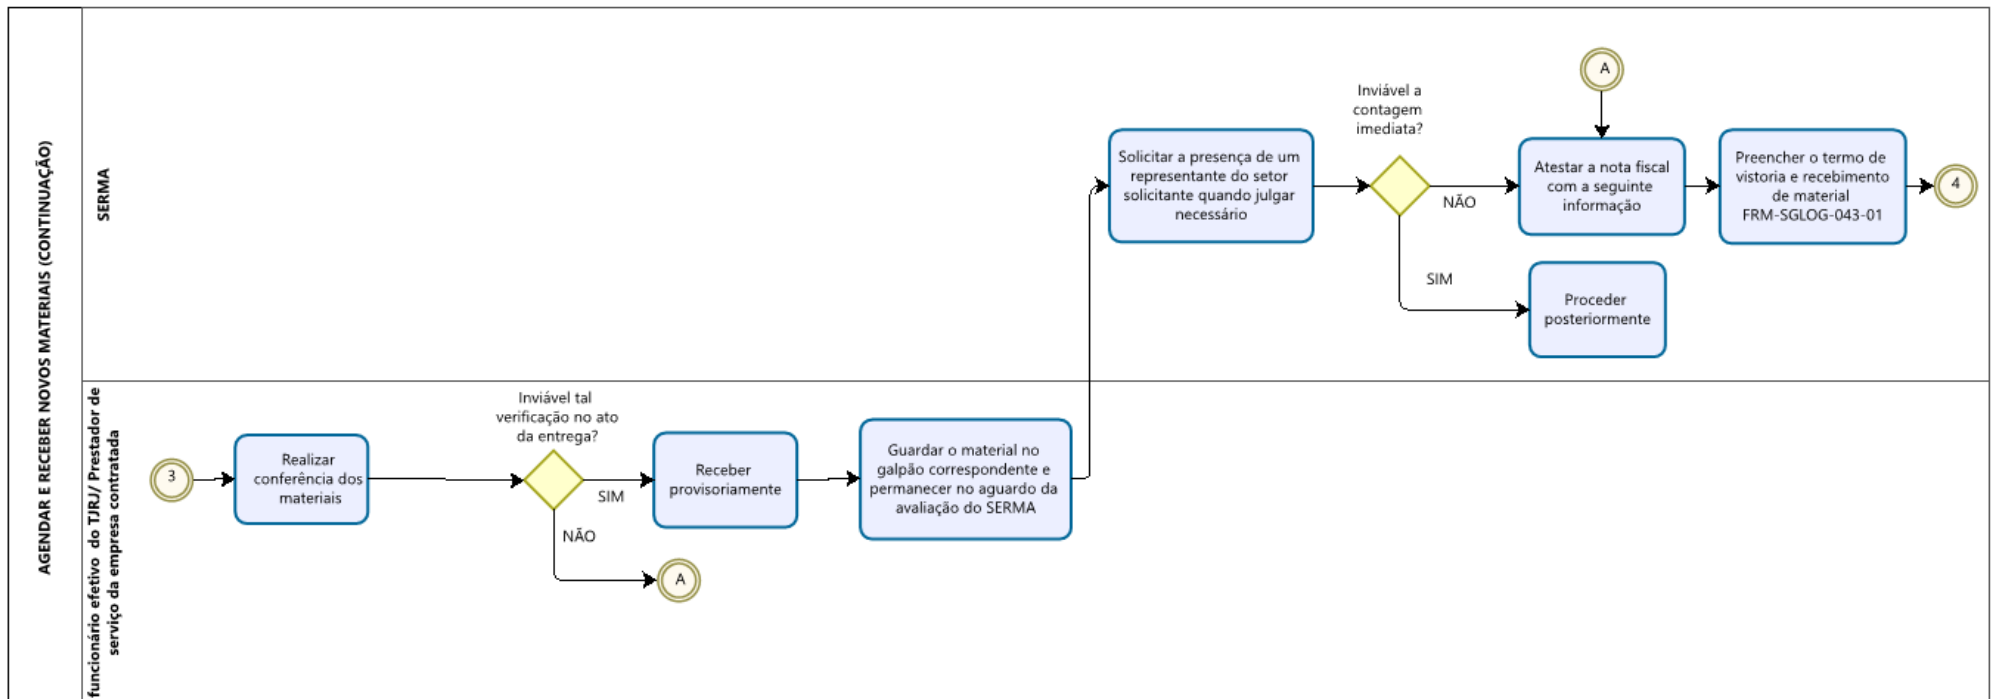 AGENDAR E RECEBER NOVOS MATERIAIS (CONTINUAÇÃO)
SERMA
Solicitar a presença de um
representante do setor
solicitante quando julgar
necessário
Inviável a
contagem
imediata?
NÃO
SIM
A
Atestar a nota fiscal
com a seguinte
informação
Preencher o termo de
vistoria e recebimento
de material
FRM-SGLOG-043-01
4
Proceder
posteriormente
funcionário efetivo do TJRJ/ Prestador de
serviço da empresa contratada
3
Realizar
conferência dos
materiais
Inviável tal
verificação no ato
da entrega?
SIM
NÃO
A
Receber
provisoriamente
Guardar o material no
galpão correspondente e
permanecer no aguardo da
avaliação do SERMA